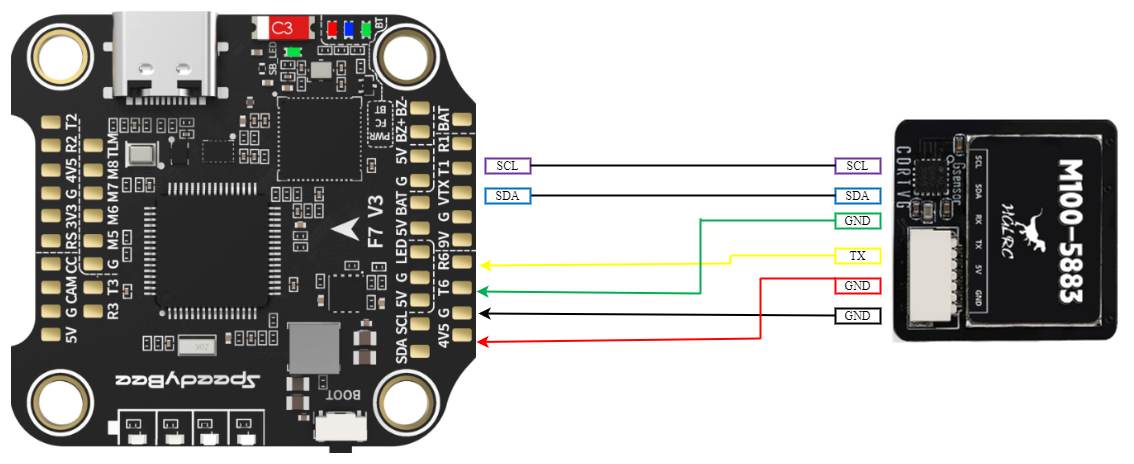 C3
BT
SB_LED
PWR
FC
BT
T2
R2
TLM
4V5
M8
G
M7
3V3
M6
RS
M5
CC
G
CAM
T3
G
R3
5V
BZ-
BAT
BZ+
R1
5V
T1
G
VTX
BAT
G
5V
9V
LED
R6
G
T6
5V
G
SCL
4V5
SDA
F7 V3
SpeedyBee
BOOT
SCL
SDA
SCL
SDA
GND
TX
GND
GND
CORTVG
Gsensor
SCL
SDA
RX
TX
5V
GND
M100-5883
MGLRC